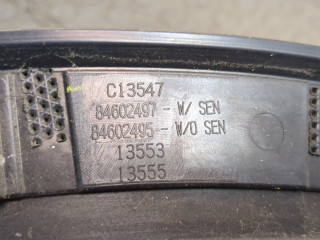 C13547
84602497 - W/ SEN
84602495 - W/O SEN
13553
13555